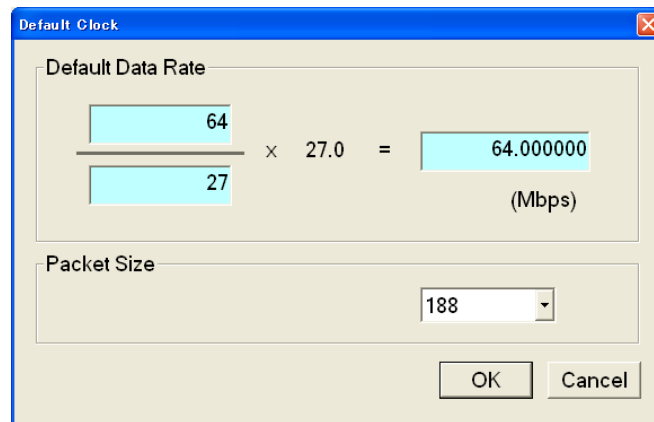 Default Clock
Default Data Rate
64
27
x 27.0 = 64.000000
(Mbps)
Packet Size
188
OK Cancel